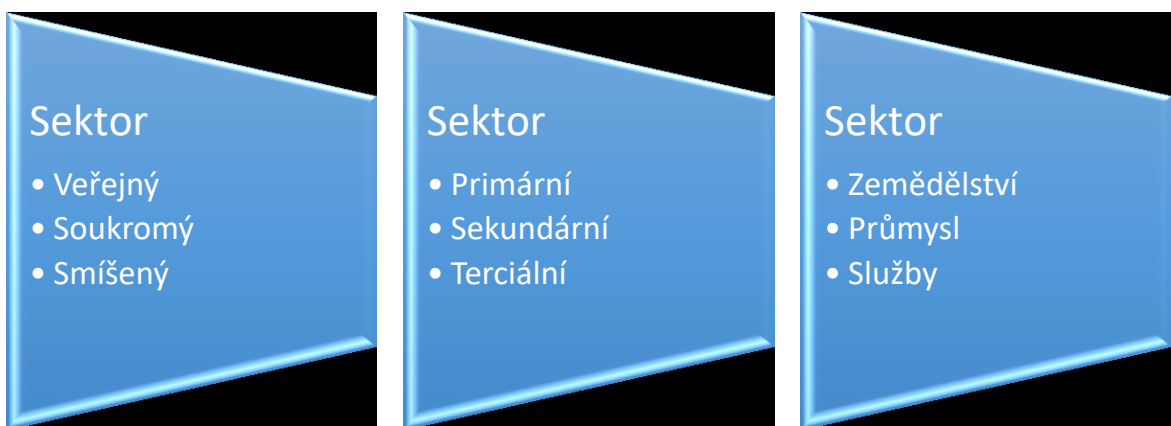 Sektor
• Veřejný
• Soukromý
• Smíšený
Sektor
• Primární
• Sekundární
• Terciální
Sektor
• Zemědělství
• Průmysl
• Služby